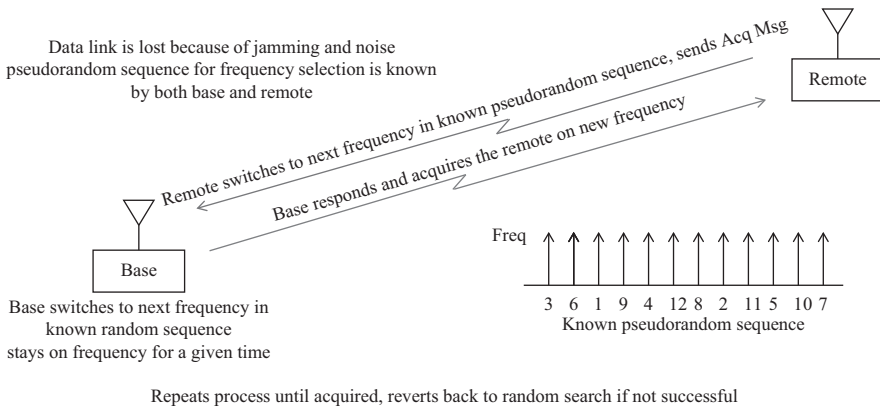 Data link is lost because of jamming and noise
pseudorandom sequence for frequency selection is known
by both base and remote
Remote
Remote switches to next frequency in known pseudorandom sequence, sends Acq Msg
Base responds and acquires the remote on new frequency
Base
Base switches to next frequency in
known random sequence
stays on frequency for a given time
Freq
3 6 1 9 4 12 8 2 11 5 10 7
Known pseudorandom sequence
Repeats process until acquired, reverts back to random search if not successful